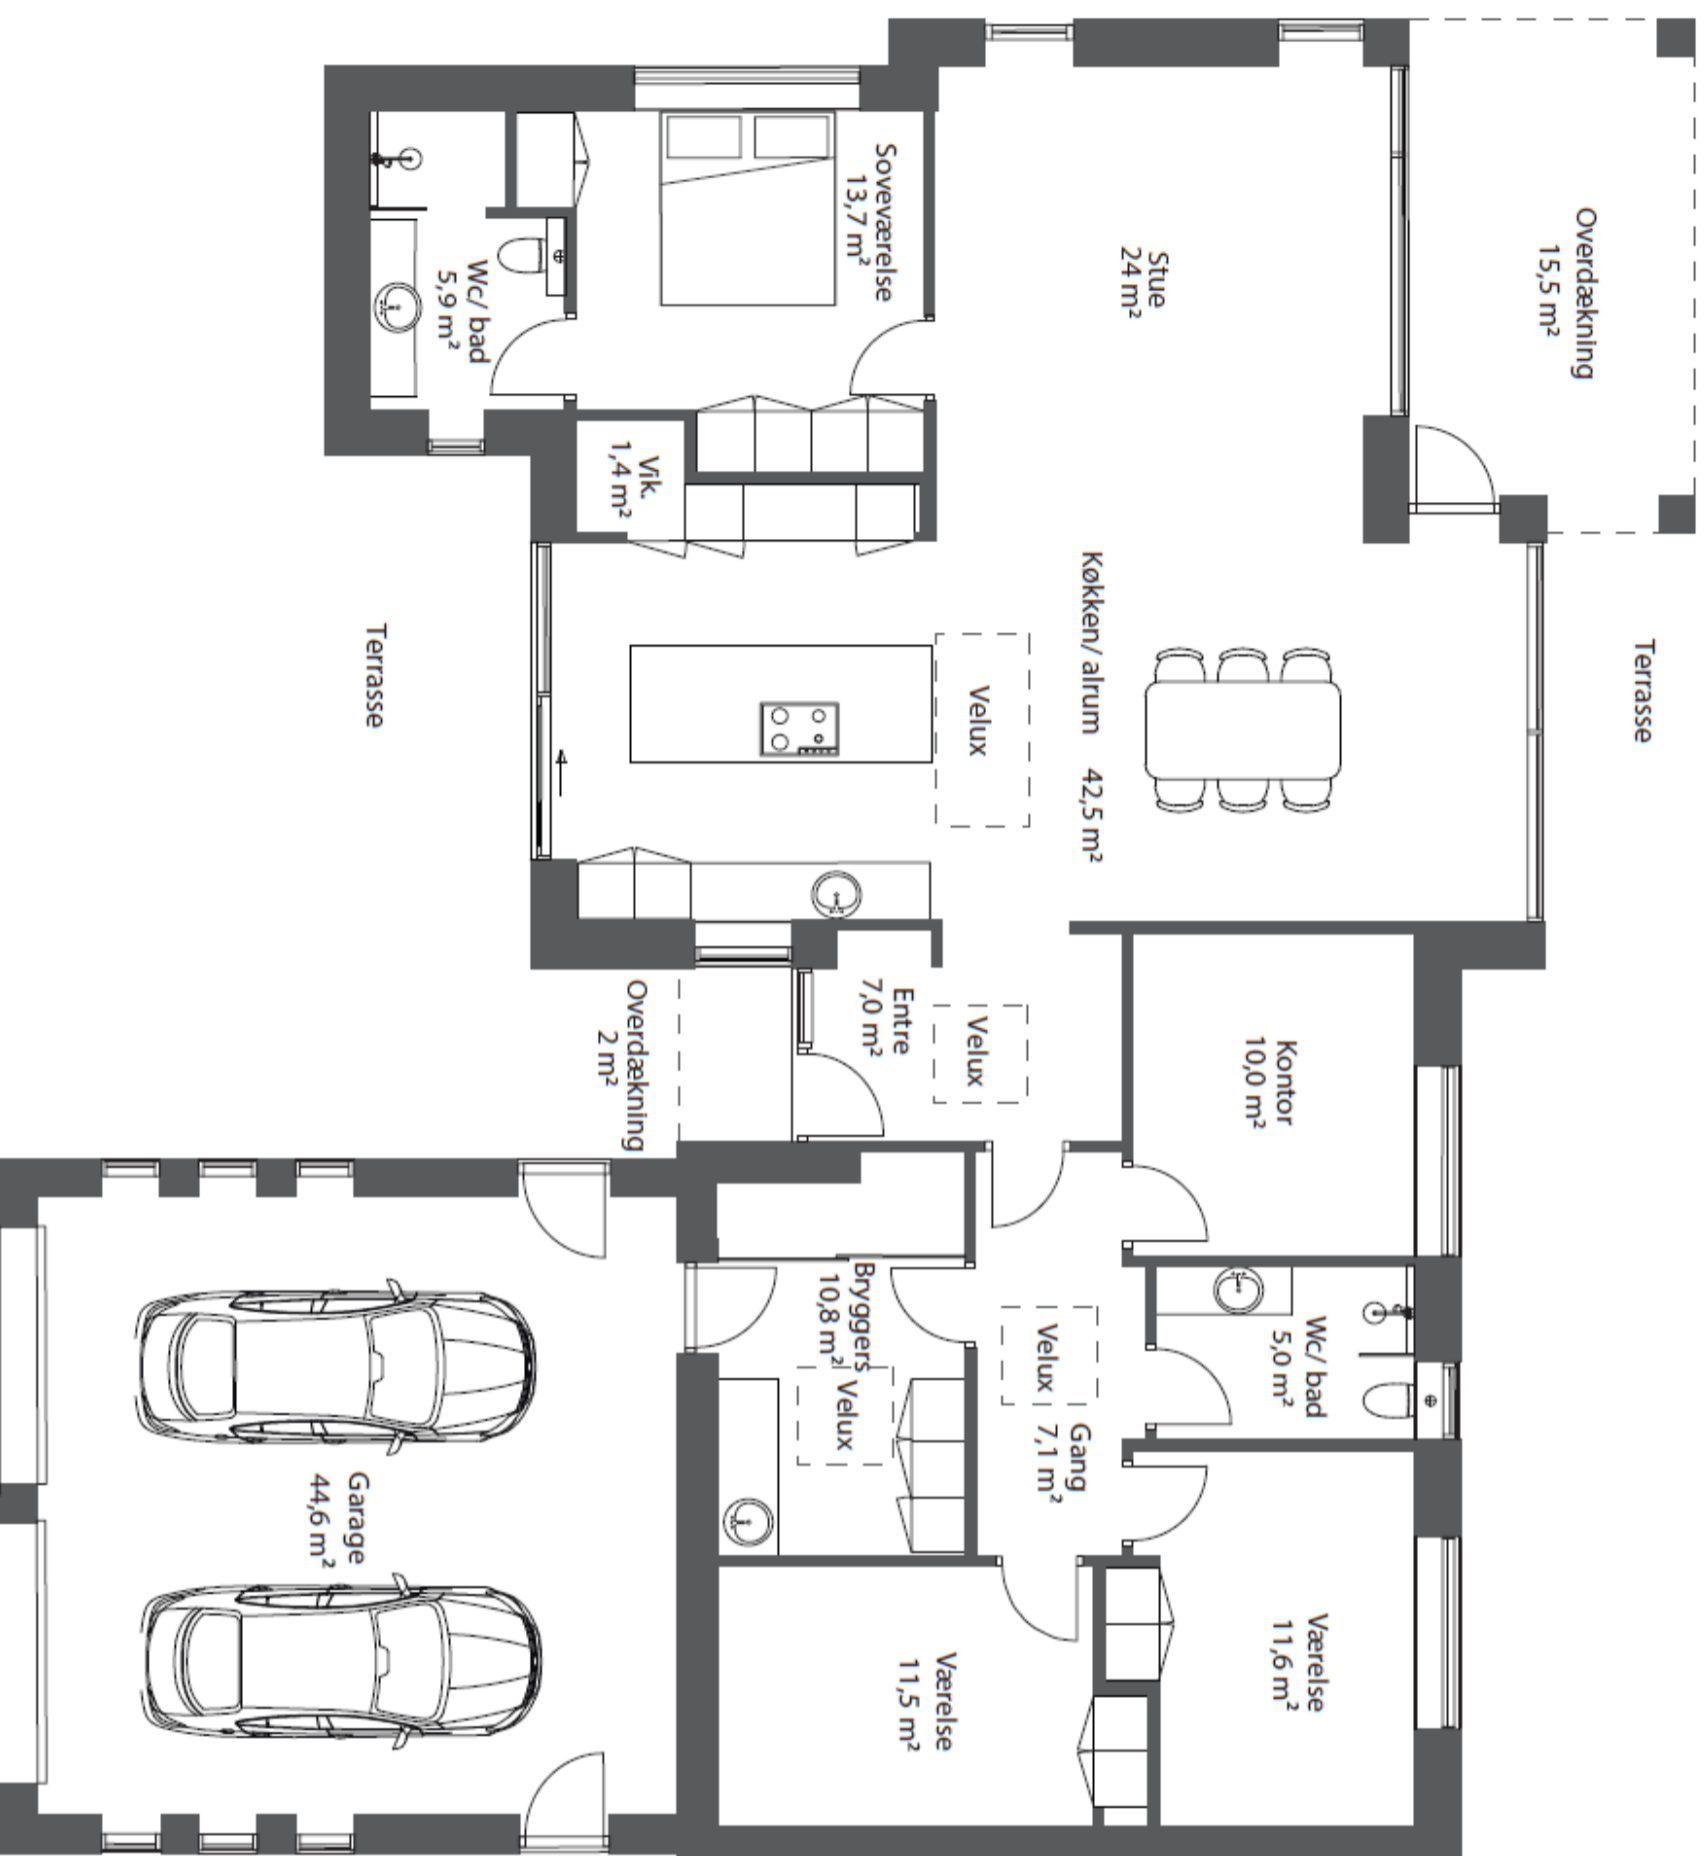 Overdækning
15,5 m²
Terrasse
Stue
24 m²
Soveværelse
13,7 m²
Wc/ bad
5,9 m²
Vik.
1,4 m²
Køkken/ alrum 42,5 m²
Velux
Terrasse
Entre
7,0 m²
Velux
Overdækning
2 m²
Kontor
10,0 m²
Wc/ bad
5,0 m²
Velux
Gang
7,1 m²
Bryggers
10,8 m²
Velux
Værelse
11,6 m²
Værelse
11,5 m²
Garage
44,6 m²